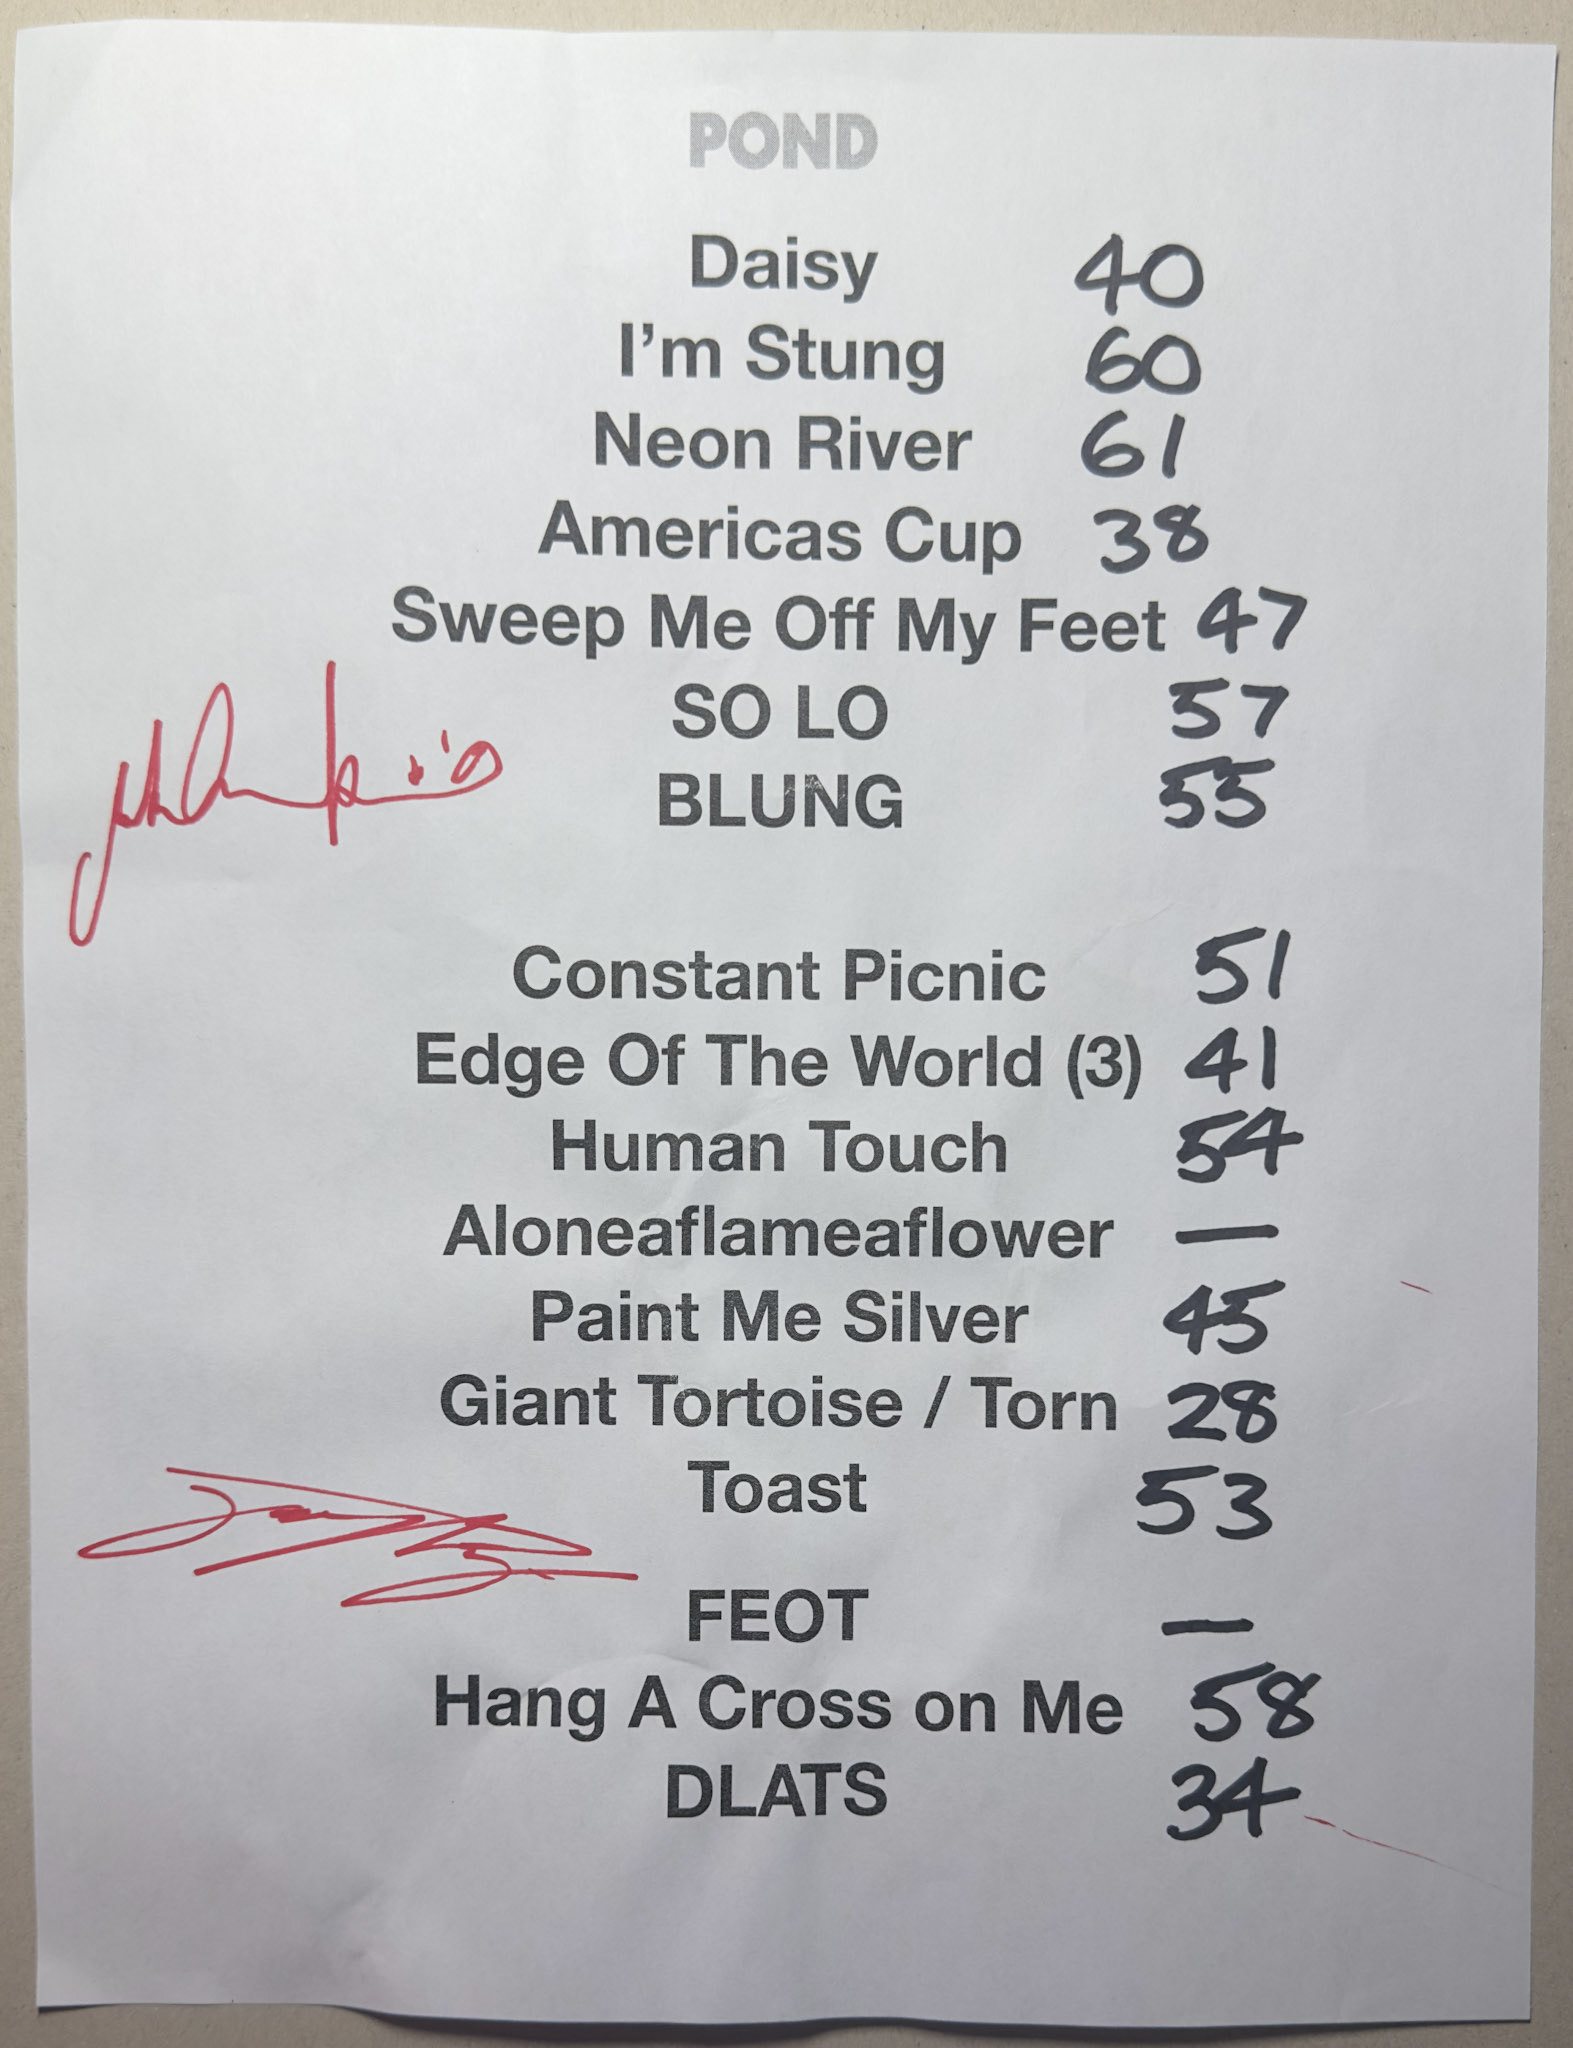 POND
Daisy 40
I'm Stung 60
Neon River 61
Americas Cup 38
Sweep Me Off My Feet 47
SO LO 57
BLUNG 55
Constant Picnic 51
Edge Of The World (3) 41
Human Touch 54
Aloneaflameaflower —
Paint Me Silver 45
Giant Tortoise / Torn 28
Toast 53
FEOT —
Hang A Cross on Me 58
DLATS 34